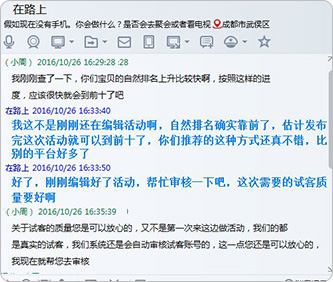 在路上
假如现在没有手机。你会做什么？是否会去聚会或者看电视 成都市武侯区
（小周） 2016/10/26 16:29:28 :28
我刚刚查了一下，你们宝贝的自然排名上升比较快啊，按照这样的进
度，应该很快就会到前十了吧
在路上 2016/10/26 16:33:40
我这不是刚刚还在编辑活动啊，自然排名确实靠前了，估计发布
完这次活动就可以到前十了，你们推荐的这种方式还真不错，比
别的平台好多了
在路上 2016/10/26 16:33:50
好了，刚刚编辑好了活动，帮忙审核一下吧，这次需要的试客质
量要好啊
（小周） 2016/10/26 16:35:39
关于试客的质量您是可以放心的，又不是第一次来这边做活动，我们的都
是真实的试客，我们系统还是会自动审核试客账号的，这一点您还是可以放心的，
我现在就帮您去审核